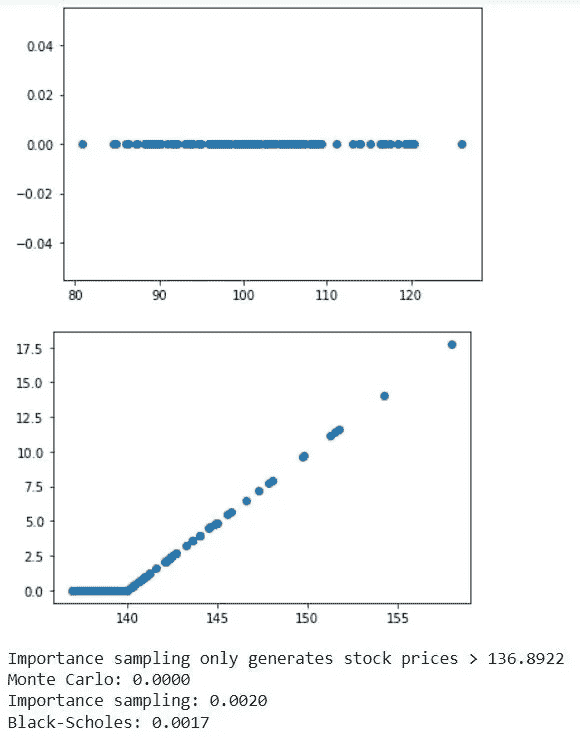 0.04
0.02
0.00
−0.02
−0.04
80 90 100 110 120
17.5
15.0
12.5
10.0
7.5
5.0
2.5
0.0
140 145 150 155
Importance sampling only generates stock prices > 136.8922
Monte Carlo: 0.0000
Importance sampling: 0.0020
Black-Scholes: 0.0017